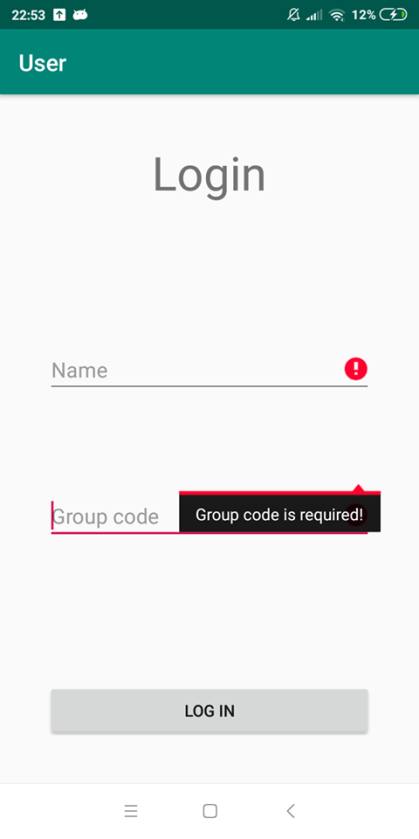 22:53 12%
User
Login
Name
Group code
Group code is required!
LOG IN